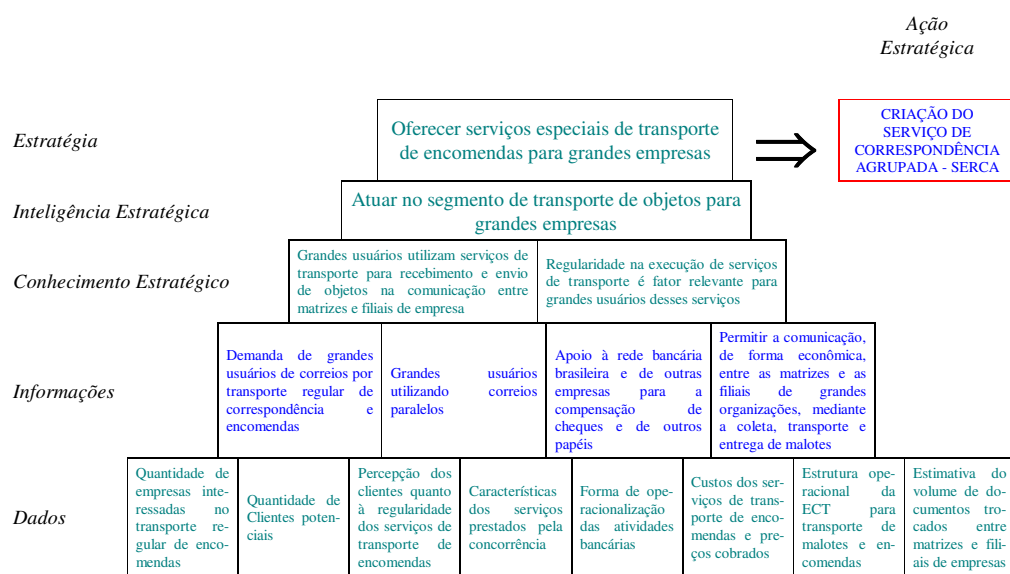 Ação
Estratégica
Estratégia
Oferecer serviços especiais de transporte
de encomendas para grandes empresas
CRIAÇÃO DO
SERVIÇO DE
CORRESPONDÊNCIA
AGRUPADA - SERCA
Inteligência Estratégica
Atuar no segmento de transporte de objetos para
grandes empresas
Conhecimento Estratégico
Grandes usuários utilizam serviços de
transporte para recebimento e envio
de objetos na comunicação entre
matrizes e filiais de empresa
Regularidade na execução de serviços
de transporte é fator relevante para
grandes usuários desses serviços
Informações
Demanda de grandes
usuários de correios por
transporte regular de
correspondência e
encomendas
Grandes usuários
utilizando correios
paralelos
Apoio à rede bancária
brasileira e de outras
empresas para a
compensação de
cheques e de outros
papéis
Permitir a comunicação,
de forma econômica,
entre as matrizes e as
filiais de grandes
organizações, mediante
a coleta, transporte e
entrega de malotes
Dados
Quantidade de
empresas inte-
ressadas no
transporte re-
gular de enco-
mendas
Quantidade de
Clientes poten-
ciais
Percepção dos
clientes quanto
à regularidade
dos serviços de
transporte de
encomendas
Características
dos serviços
prestados pela
concorrência
Forma de ope-
racionalização
das atividades
bancárias
Custos dos ser-
viços de trans-
porte de enco-
mendas e pre-
ços cobrados
Estrutura ope-
racional da
ECT para
transporte de
malotes e en-
comendas
Estimativa do
volume de do-
cumentos tro-
cados entre
matrizes e fili-
ais de empresas